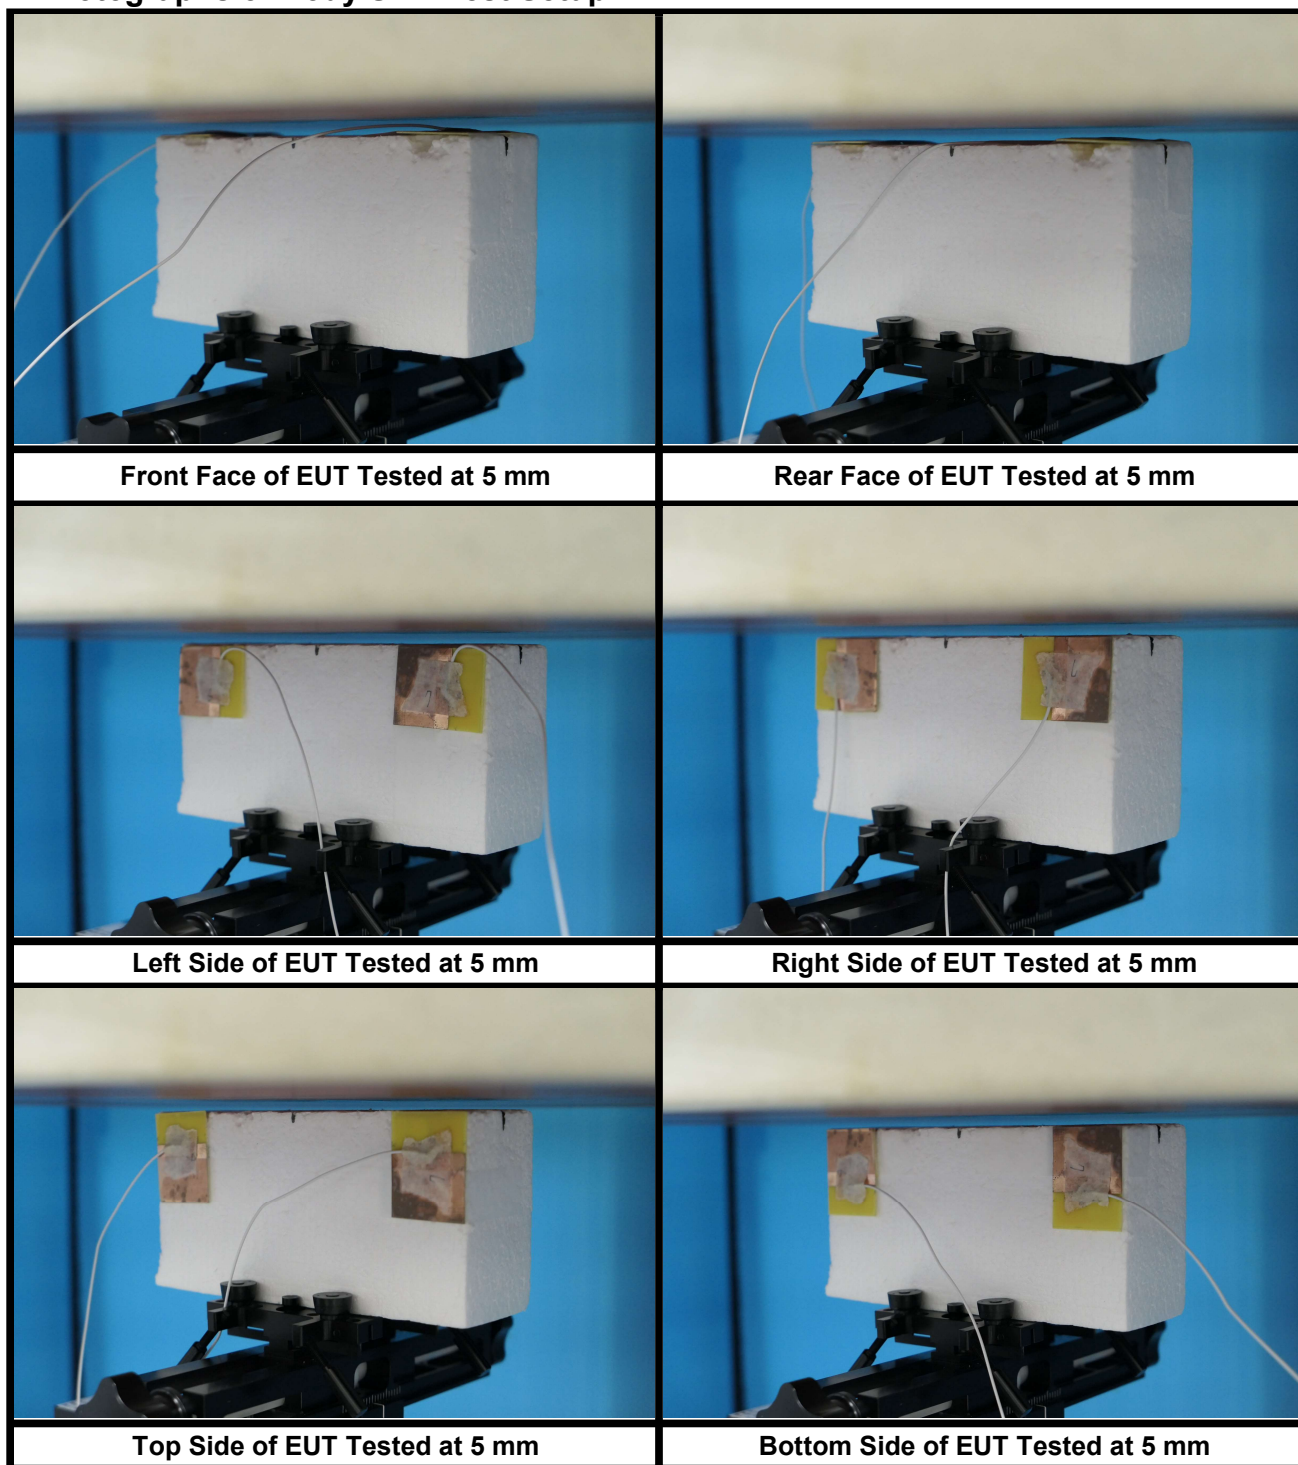 Front Face of EUT Tested at 5 mm
Rear Face of EUT Tested at 5 mm
Left Side of EUT Tested at 5 mm
Right Side of EUT Tested at 5 mm
Top Side of EUT Tested at 5 mm
Bottom Side of EUT Tested at 5 mm